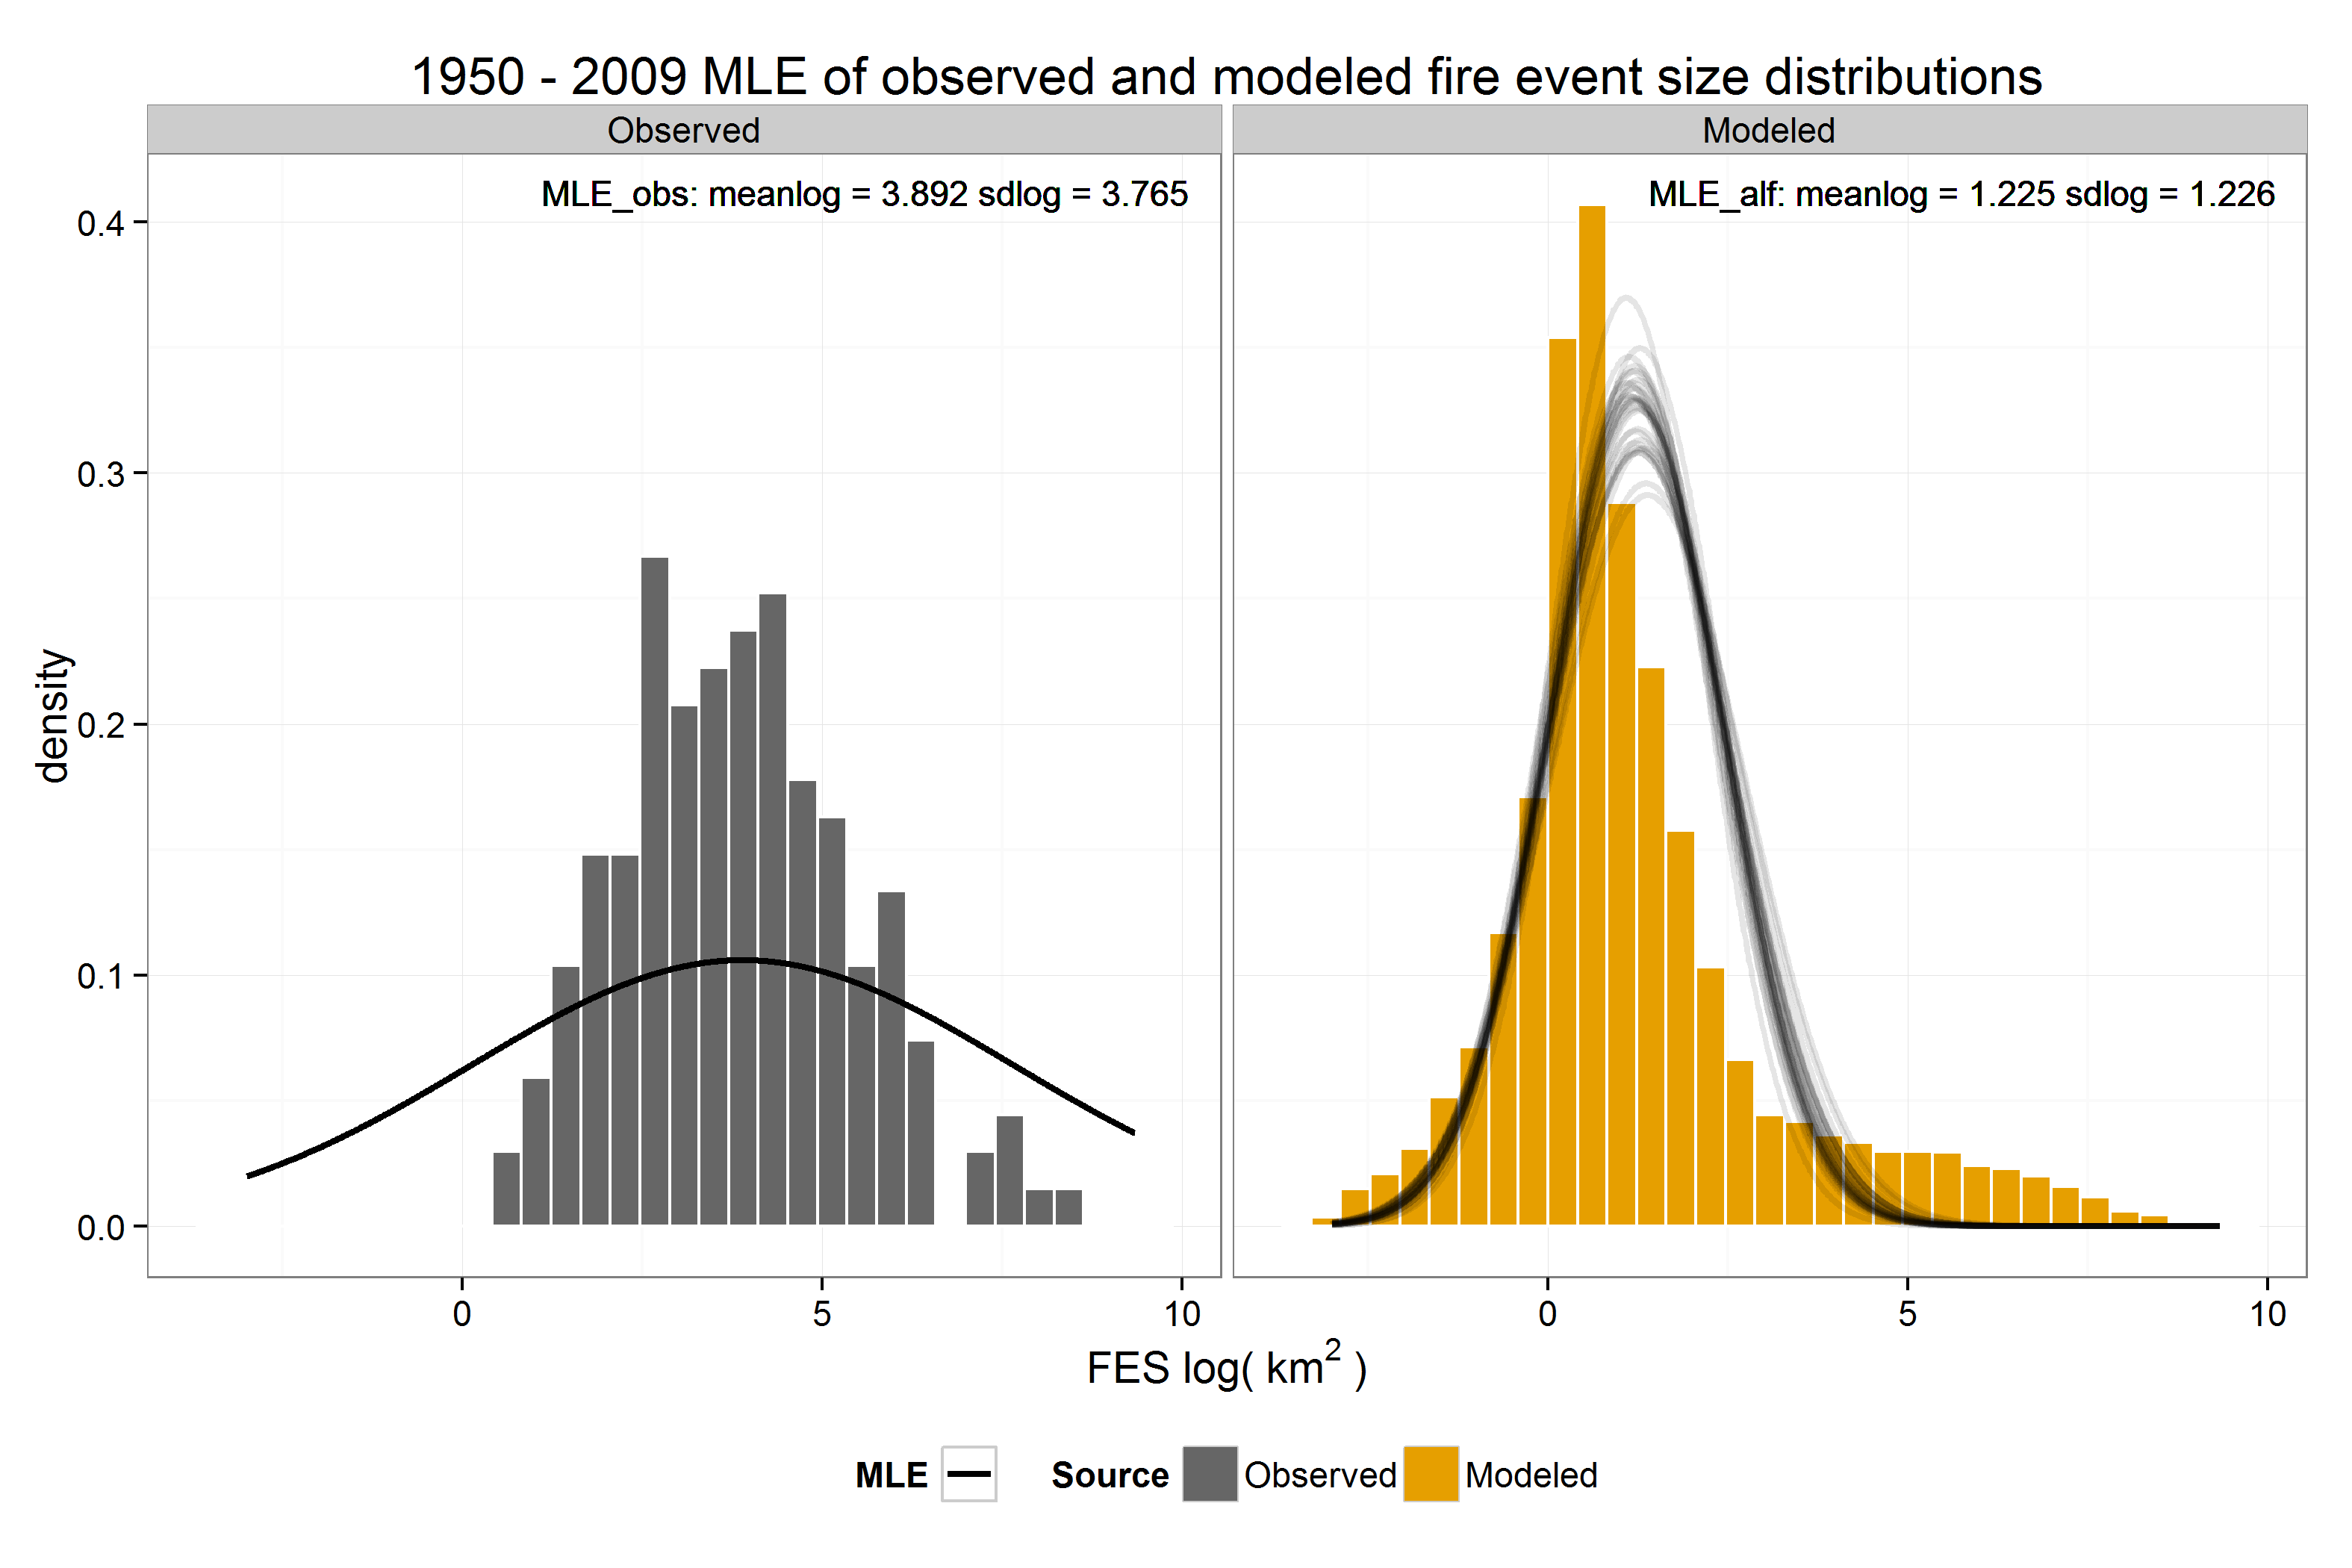 1950 - 2009 MLE of observed and modeled fire event size distributions
Observed
Modeled
MLE_obs: meanlog = 3.892 sdlog = 3.765
MLE_alf: meanlog = 1.225 sdlog = 1.226
density
0.4
0.3
0.2
0.1
0.0
0 5 10
0 5 10
FES log( km² )
MLE Source Observed Modeled